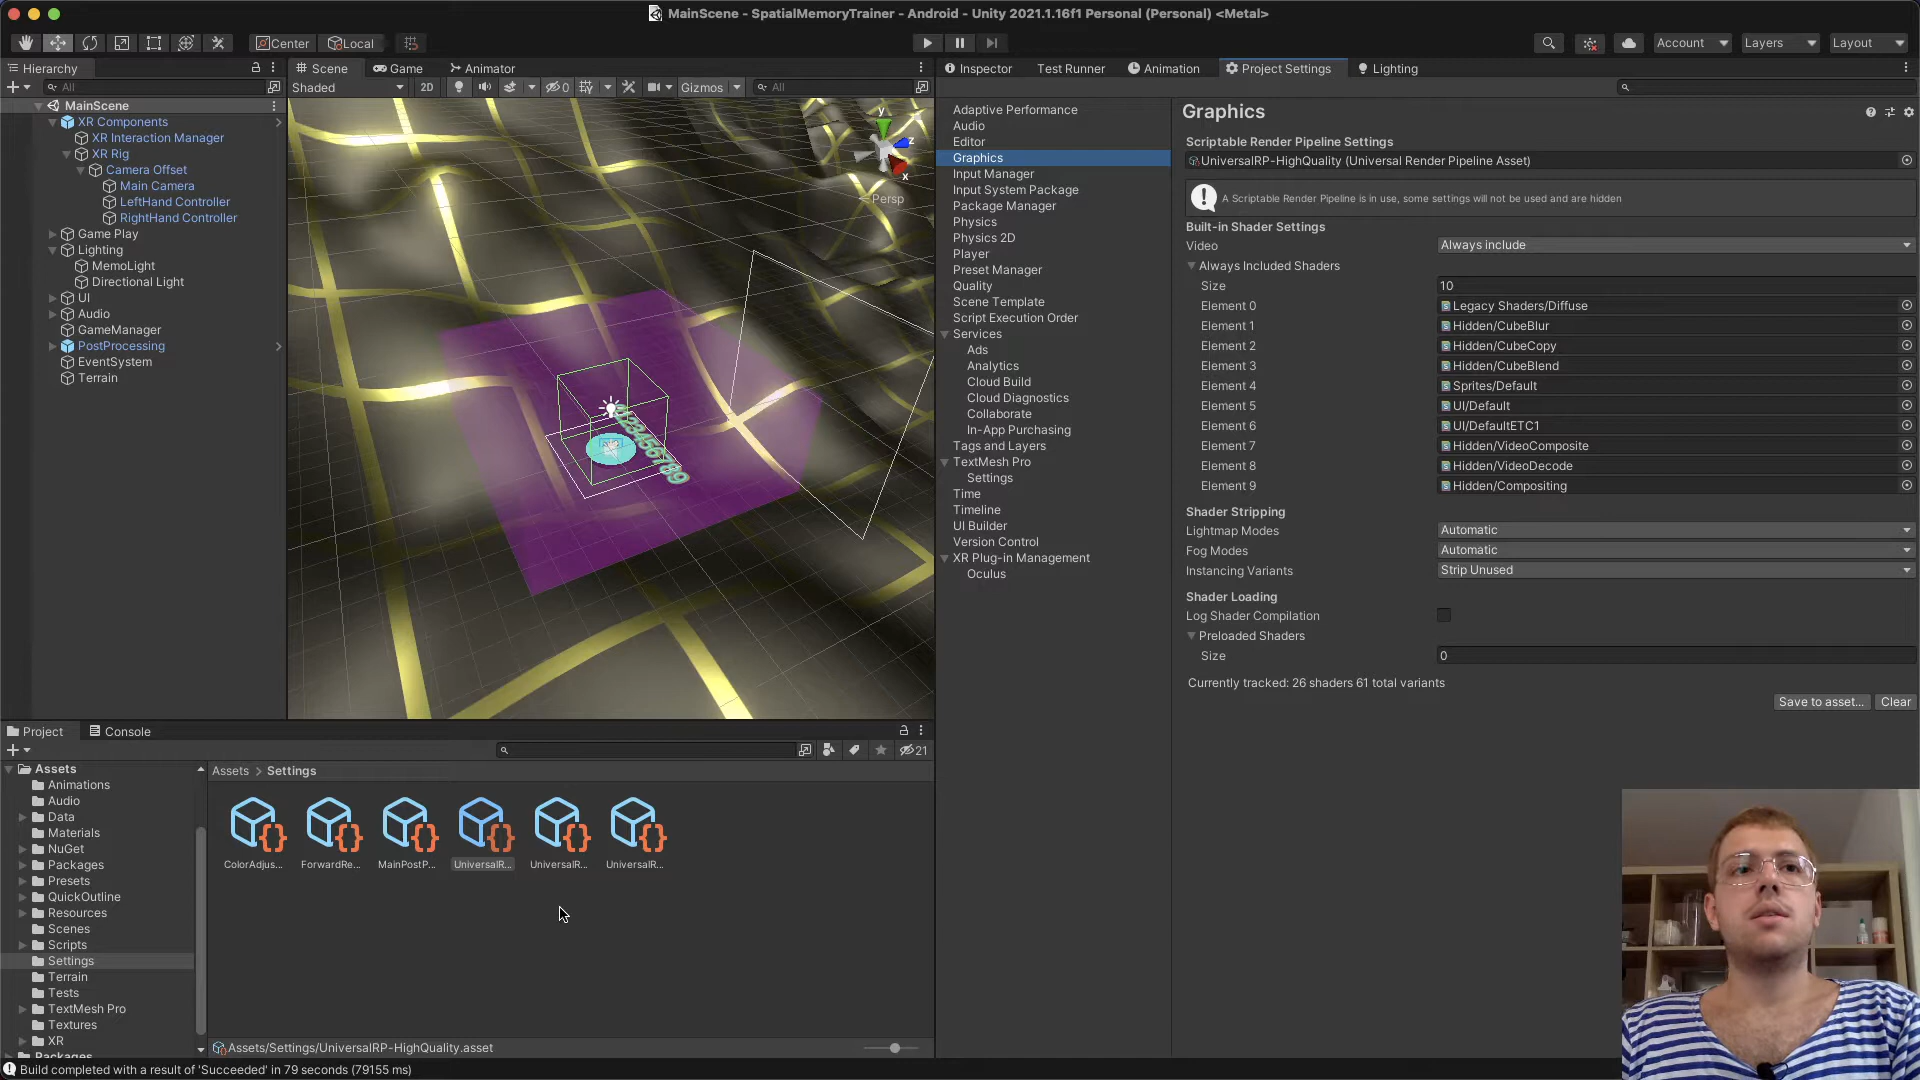 MainScene - SpatialMemoryTrainer - Android - Unity 2021.1.16f1 Personal (Personal) <Metal>
Center
Local
Account
Layers
Layout
Hierarchy
All
MainScene
XR Components
XR Interaction Manager
XR Rig
Camera Offset
Main Camera
LeftHand Controller
RightHand Controller
Game Play
Lighting
MemoLight
Directional Light
UI
Audio
GameManager
PostProcessing
EventSystem
Terrain
Scene
Game
Animator
Shaded
2D
0
Gizmos
All
y
z
x
Persp
0123456789
Inspector
Test Runner
Animation
Project Settings
Lighting
Adaptive Performance
Audio
Editor
Graphics
Input Manager
Input System Package
Package Manager
Physics
Physics 2D
Player
Preset Manager
Quality
Scene Template
Script Execution Order
Services
Ads
Analytics
Cloud Build
Cloud Diagnostics
Collaborate
In-App Purchasing
Tags and Layers
TextMesh Pro
Settings
Time
Timeline
UI Builder
Version Control
XR Plug-in Management
Oculus
Graphics
Scriptable Render Pipeline Settings
UniversalRP-HighQuality (Universal Render Pipeline Asset)
A Scriptable Render Pipeline is in use, some settings will not be used and are hidden
Built-in Shader Settings
Video Always include
Always Included Shaders
Size 10
Element 0 Legacy Shaders/Diffuse
Element 1 Hidden/CubeBlur
Element 2 Hidden/CubeCopy
Element 3 Hidden/CubeBlend
Element 4 Sprites/Default
Element 5 UI/Default
Element 6 UI/DefaultETC1
Element 7 Hidden/VideoComposite
Element 8 Hidden/VideoDecode
Element 9 Hidden/Compositing
Shader Stripping
Lightmap Modes Automatic
Fog Modes Automatic
Instancing Variants Strip Unused
Shader Loading
Log Shader Compilation
Preloaded Shaders
Size 0
Currently tracked: 26 shaders 61 total variants
Save to asset... Clear
Project
Console
21
Assets
Animations
Audio
Data
Materials
NuGet
Packages
Presets
QuickOutline
Resources
Scenes
Scripts
Settings
Terrain
Tests
TextMesh Pro
Textures
XR
Packages
Assets > Settings
ColorAdjus...
ForwardRe...
MainPostP...
UniversalR...
UniversalR...
UniversalR...
Assets/Settings/UniversalRP-HighQuality.asset
Build completed with a result of 'Succeeded' in 79 seconds (79155 ms)